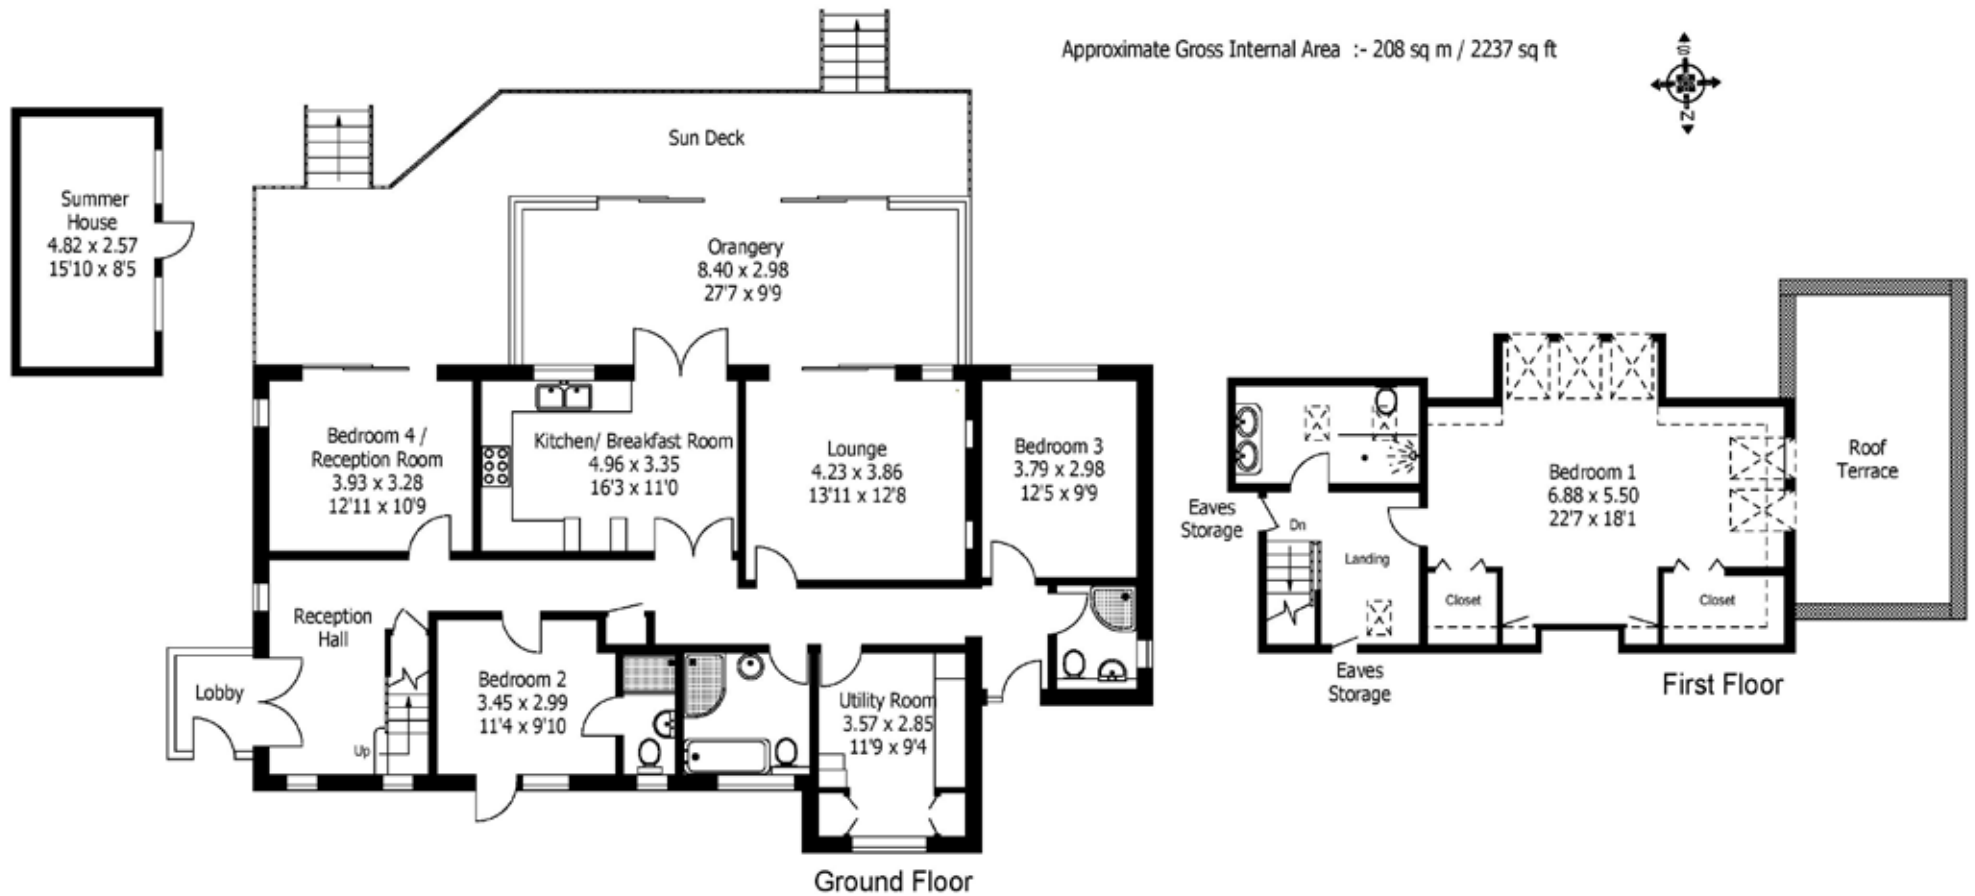 Approximate Gross Internal Area :- 208 sq m / 2237 sq ft
S
N
Sun Deck
Summer
House
4.82 x 2.57
15'10 x 8'5
Orangery
8.40 x 2.98
27'7 x 9'9
Bedroom 4 /
Reception Room
3.93 x 3.28
12'11 x 10'9
Kitchen/ Breakfast Room
4.96 x 3.35
16'3 x 11'0
Lounge
4.23 x 3.86
13'11 x 12'8
Bedroom 3
3.79 x 2.98
12'5 x 9'9
Reception
Hall
Lobby
Up
Bedroom 2
3.45 x 2.99
11'4 x 9'10
Utility Room
3.57 x 2.85
11'9 x 9'4
Ground Floor
Eaves
Storage
Dn
Landing
Bedroom 1
6.88 x 5.50
22'7 x 18'1
Closet
Closet
Roof
Terrace
Eaves
Storage
First Floor